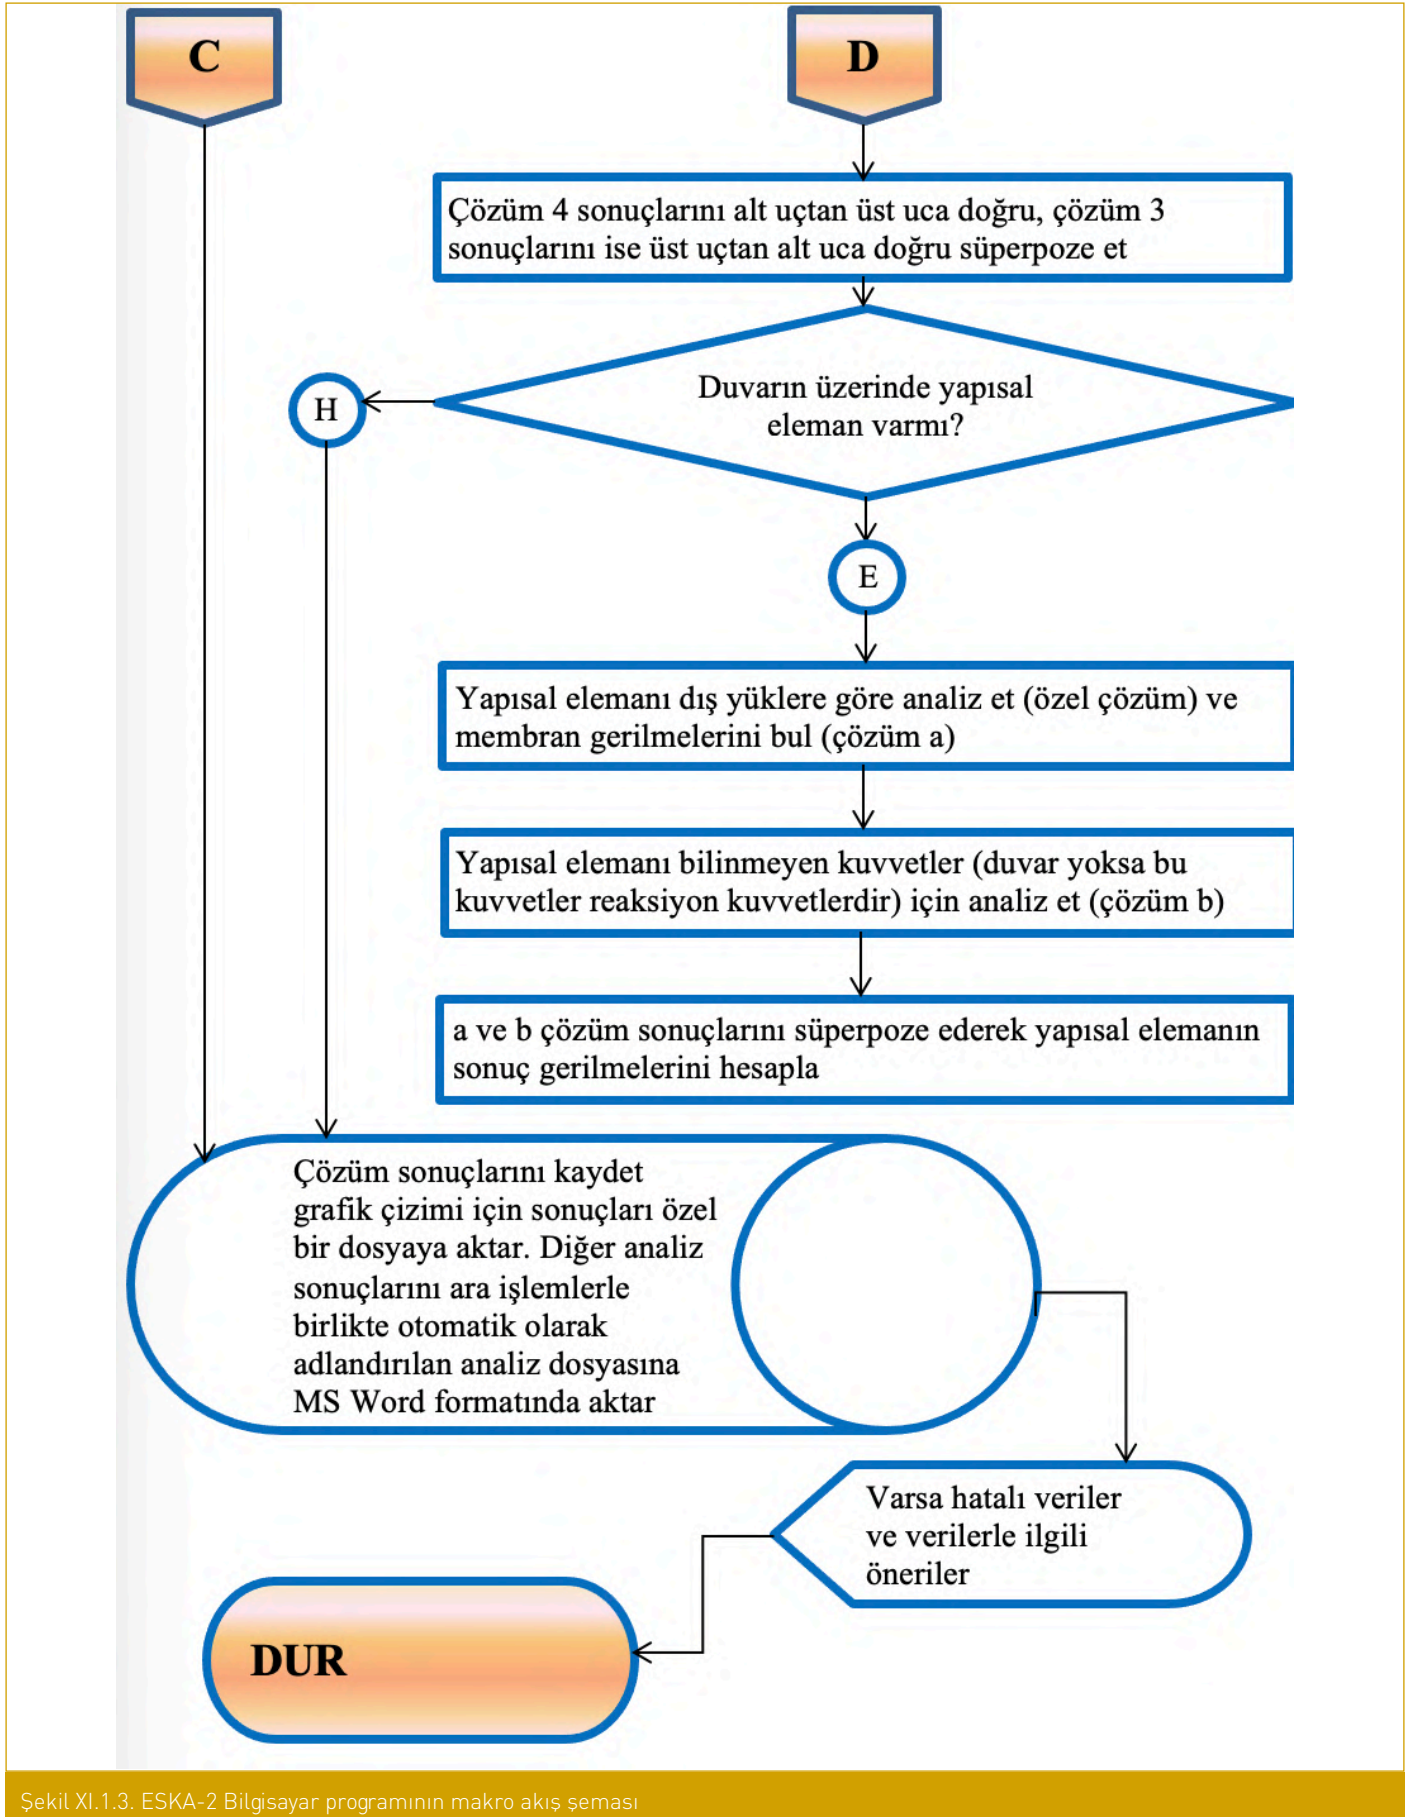 C
D
Çözüm 4 sonuçlarını alt uçtan üst uca doğru, çözüm 3
sonuçlarını ise üst uçtan alt uca doğru süperpoze et
Duvarın üzerinde yapısal
eleman varmı?
H
E
Yapısal elemanı dış yüklere göre analiz et (özel çözüm) ve
membran gerilmelerini bul (çözüm a)
Yapısal elemanı bilinmeyen kuvvetler (duvar yoksa bu
kuvvetler reaksiyon kuvvetlerdir) için analiz et (çözüm b)
a ve b çözüm sonuçlarını süperpoze ederek yapısal elemanın
sonuç gerilmelerini hesapla
Çözüm sonuçlarını kaydet
grafik çizimi için sonuçları özel
bir dosyaya aktar. Diğer analiz
sonuçlarını ara işlemlerle
birlikte otomatik olarak
adlandırılan analiz dosyasına
MS Word formatında aktar
Varsa hatalı veriler
ve verilerle ilgili
öneriler
DUR
Şekil XI.1.3. ESKA-2 Bilgisayar programının makro akış şeması